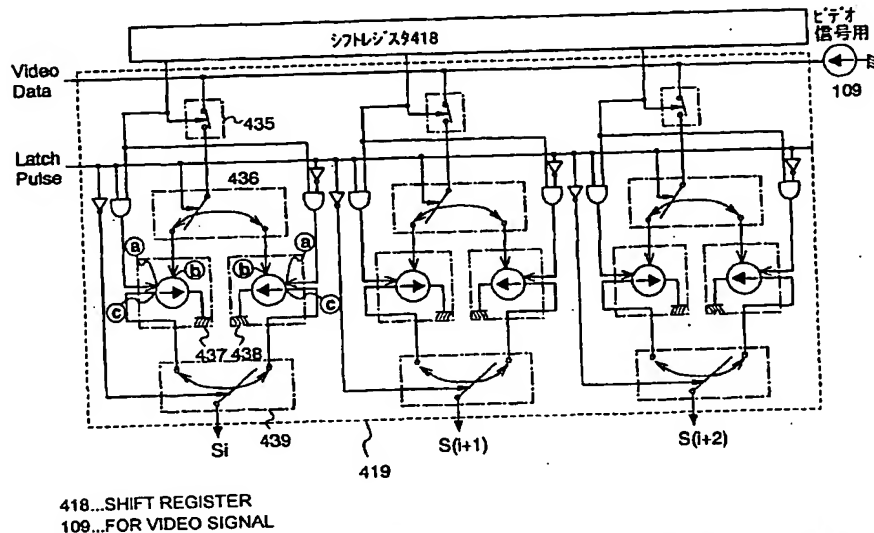 シフトレジスタ418
ビデオ
信号用
109
Video
Data
435
Latch
Pulse
436
a
b
b
a
c
c
437
438
439
Si
419
S(i+1)
S(i+2)
418...SHIFT REGISTER
109...FOR VIDEO SIGNAL